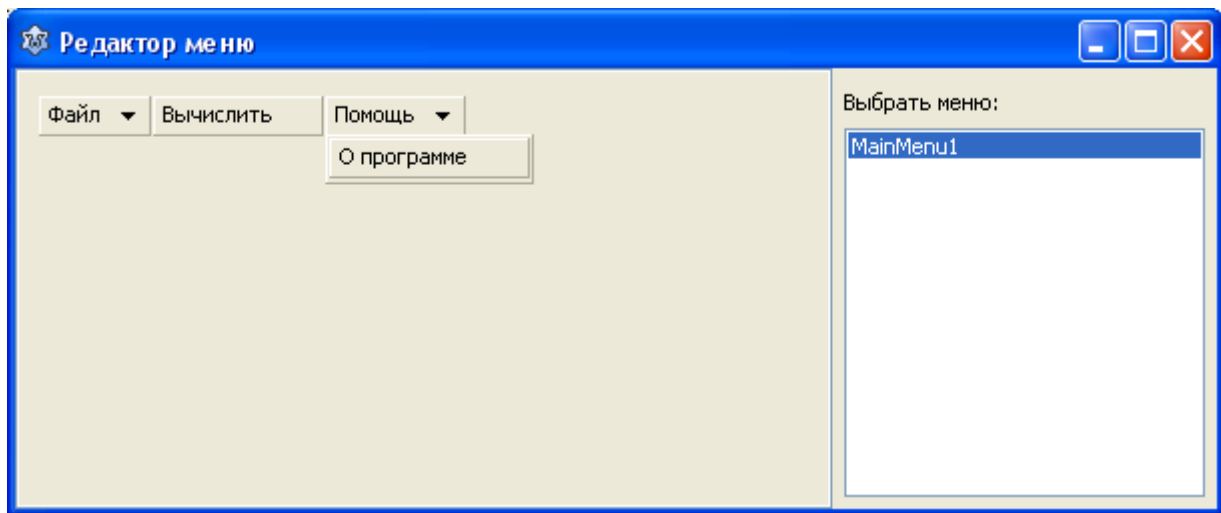 Редактор меню
Файл Вычислить Помощь
О программе
Выбрать меню:
MainMenu1